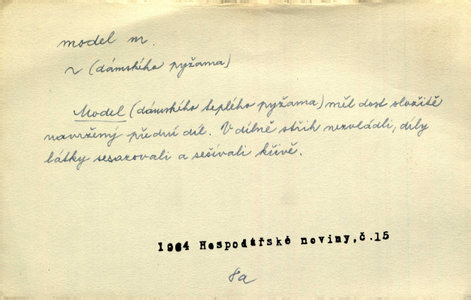 model m.
~ (dámského pyžama)
Model (dámského teplého pyžama) měl dost složitě
navržený přední díl. V dílně střih nezvládli, díly
látky sesazovali a sešívali křivě.
1964 Hospodářské noviny,č.15
8a